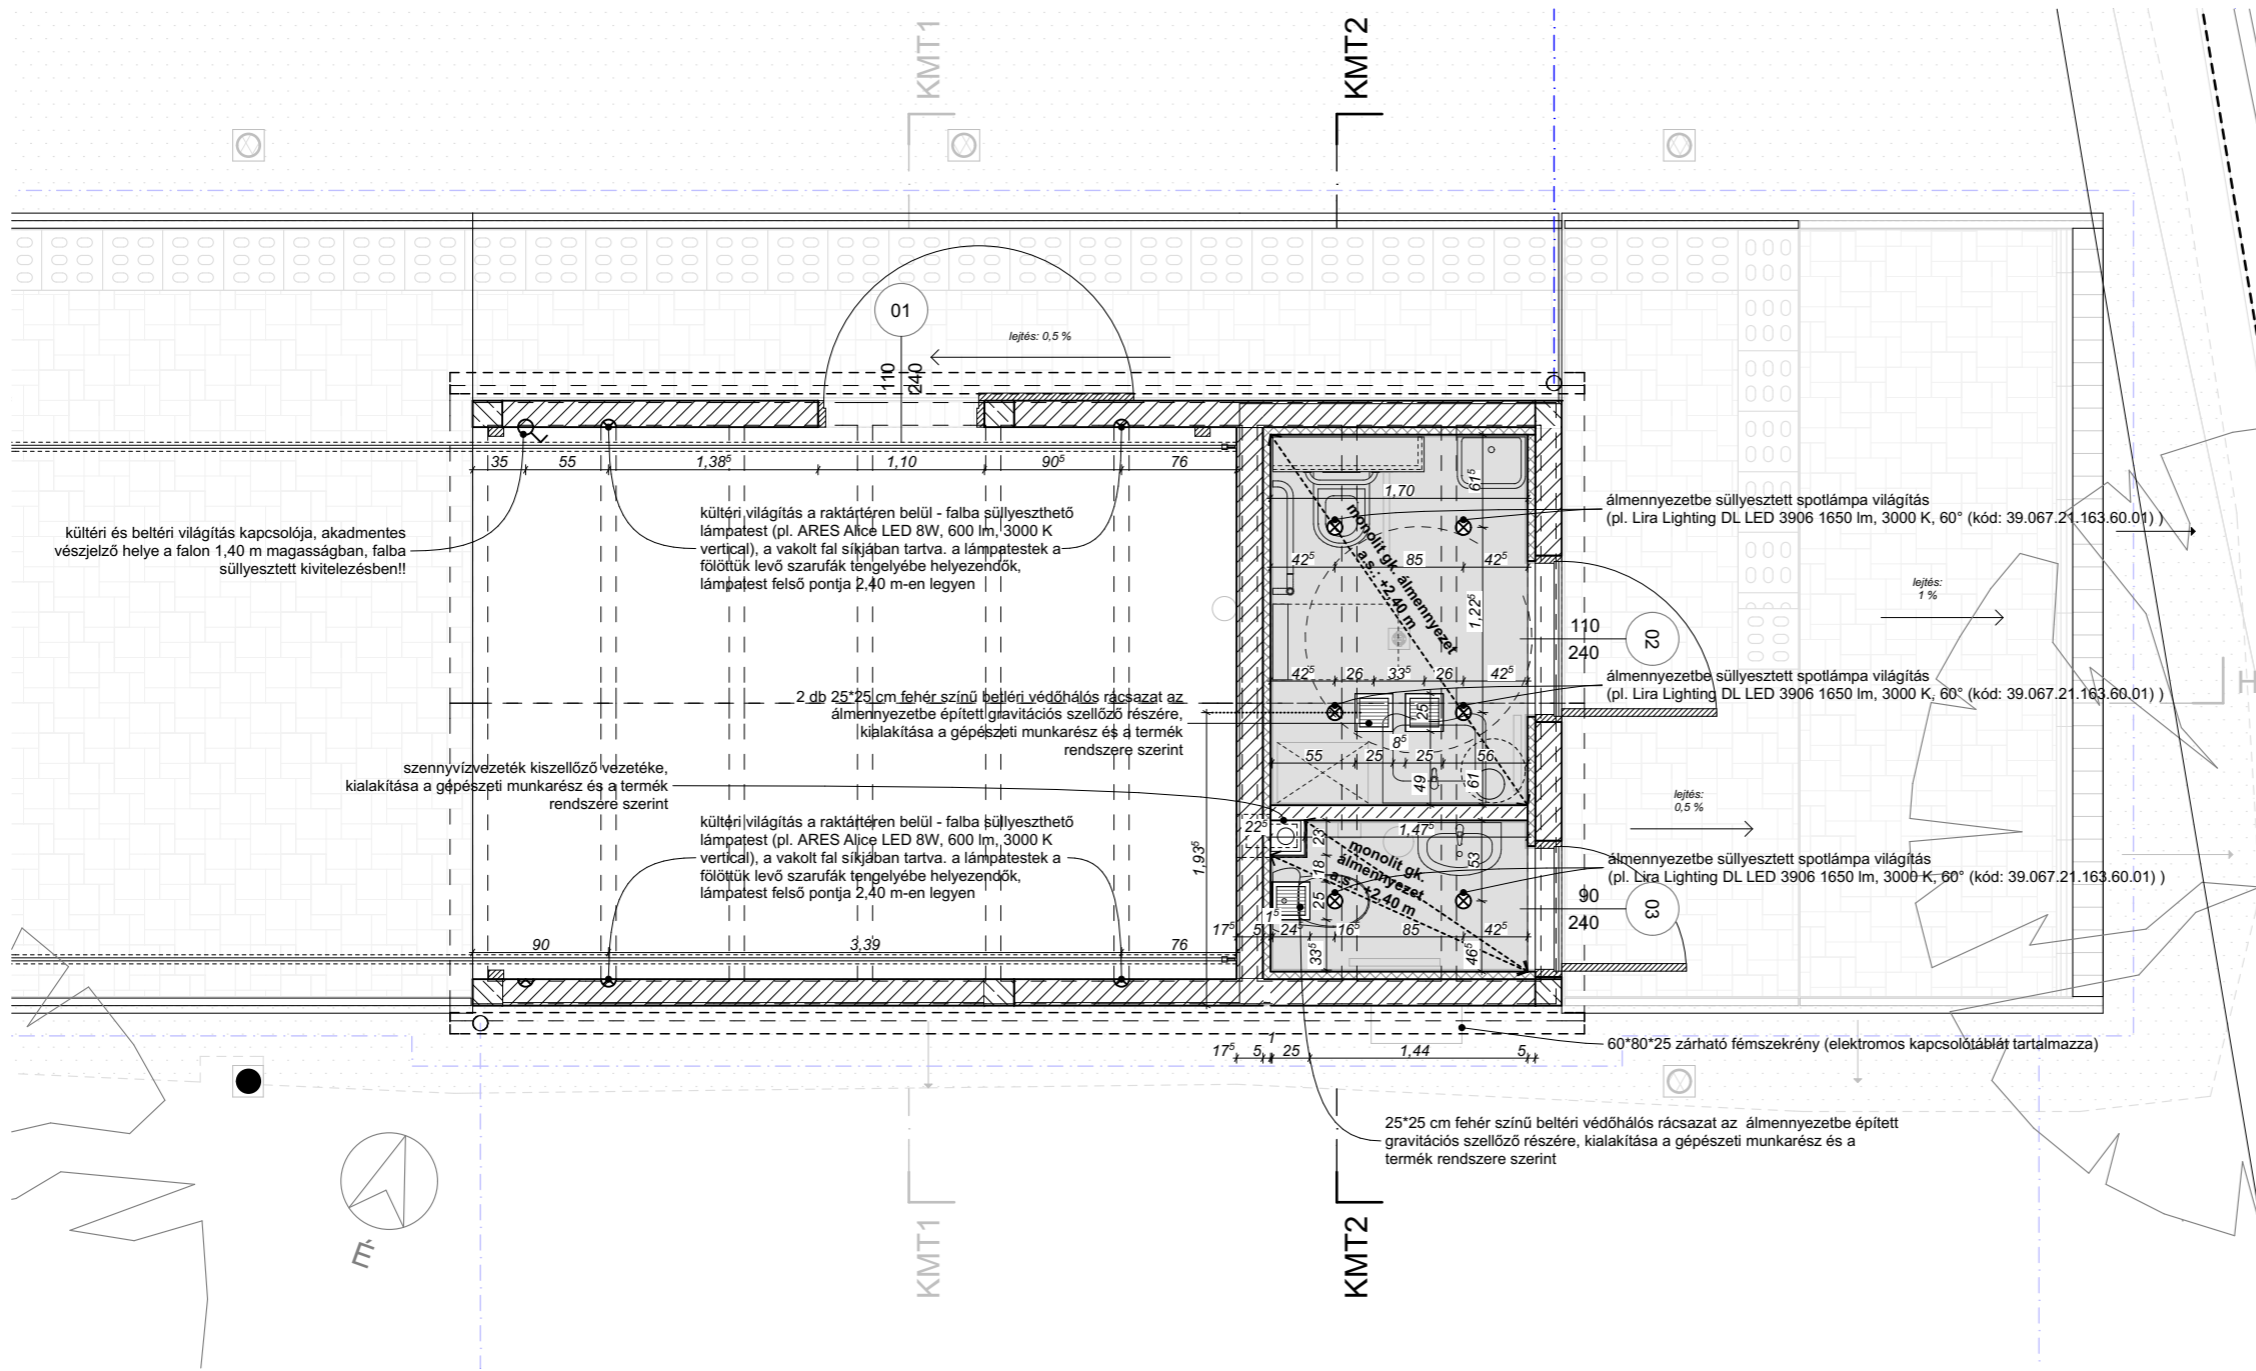 KMT1
KMT2
01
lejtés: 0,5 %
110
240
35
55
1,38⁵
1,10
90⁵
76
kültéri és beltéri világítás kapcsolója, akadmentes
vészjelző helye a falon 1,40 m magasságban, falba
süllyesztett kivitelezésben!!
kültéri világítás a raktártéren belül - falba süllyeszthető
lámpatest (pl. ARES Alice LED 8W, 600 lm, 3000 K
vertical), a vakolt fal síkjában tartva. a lámpatestek a
fölöttük levő szarufák tengelyébe helyezendők,
lámpatest felső pontja 2,40 m-en legyen
1,70
61⁵
álmennyezetbe süllyesztett spotlámpa világítás
(pl. Lira Lighting DL LED 3906 1650 lm, 3000 K, 60° (kód: 39.067.21.163.60.01) )
monolit gk. álmennyezet
a.s.: +2,40 m
42⁵
85
42⁵
1,22⁵
lejtés:
1 %
110
240
02
42⁵
26
33⁵
26
42⁵
álmennyezetbe süllyesztett spotlámpa világítás
(pl. Lira Lighting DL LED 3906 1650 lm, 3000 K, 60° (kód: 39.067.21.163.60.01) )
H
2 db 25*25 cm fehér színű betléri védőhálós rácsazat az
álmennyezetbe épített gravitációs szellőző részére,
kialakítása a gépészeti munkarész és a termék
rendszere szerint
25
8⁵
55
25
25
56
49
61
szennyvízvezeték kiszellőző vezetéke,
kialakítása a gépészeti munkarész és a termék
rendszere szerint
lejtés:
0,5 %
kültéri világítás a raktártéren belül - falba süllyeszthető
lámpatest (pl. ARES Alice LED 8W, 600 lm, 3000 K
vertical), a vakolt fal síkjában tartva. a lámpatestek a
fölöttük levő szarufák tengelyébe helyezendők,
lámpatest felső pontja 2,40 m-en legyen
1,93⁵
22⁵
23
1,47⁵
53
18
monolit gk.
álmennyezet
a.s.: +2,40 m
álmennyezetbe süllyesztett spotlámpa világítás
(pl. Lira Lighting DL LED 3906 1650 lm, 3000 K, 60° (kód: 39.067.21.163.60.01) )
25
90
240
03
1⁵
17⁵
5
24⁵
16⁵
85
42⁵
33⁵
46⁵
90
3,39
76
1
17⁵
5
25
1,44
5
60*80*25 zárható fémszekrény (elektromos kapcsolótáblát tartalmazza)
25*25 cm fehér színű beltéri védőhálós rácsazat az álmennyezetbe épített
gravitációs szellőző részére, kialakítása a gépészeti munkarész és a
termék rendszere szerint
É
KMT1
KMT2